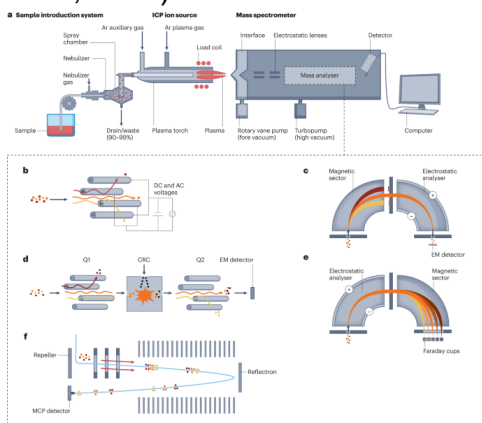 a Sample introduction system
ICP ion source
Mass spectrometer
Ar auxiliary gas
Ar plasma gas
Spray
chamber
Load coil
Interface
Electrostatic lenses
Detector
Nebulizer
Nebulizer
gas
Mass analyser
Sample
Drain/waste
(90–98%)
Plasma torch
Plasma
Rotary vane pump
(fore vacuum)
Turbopump
(high vacuum)
Computer
b
DC and AC
voltages
c
Magnetic
sector
Electrostatic
analyser
+
−
EM detector
d
Q1
CRC
Q2
EM detector
e
Electrostatic
analyser
Magnetic
sector
+
−
Faraday cups
f
Repeller
Reflectron
MCP detector